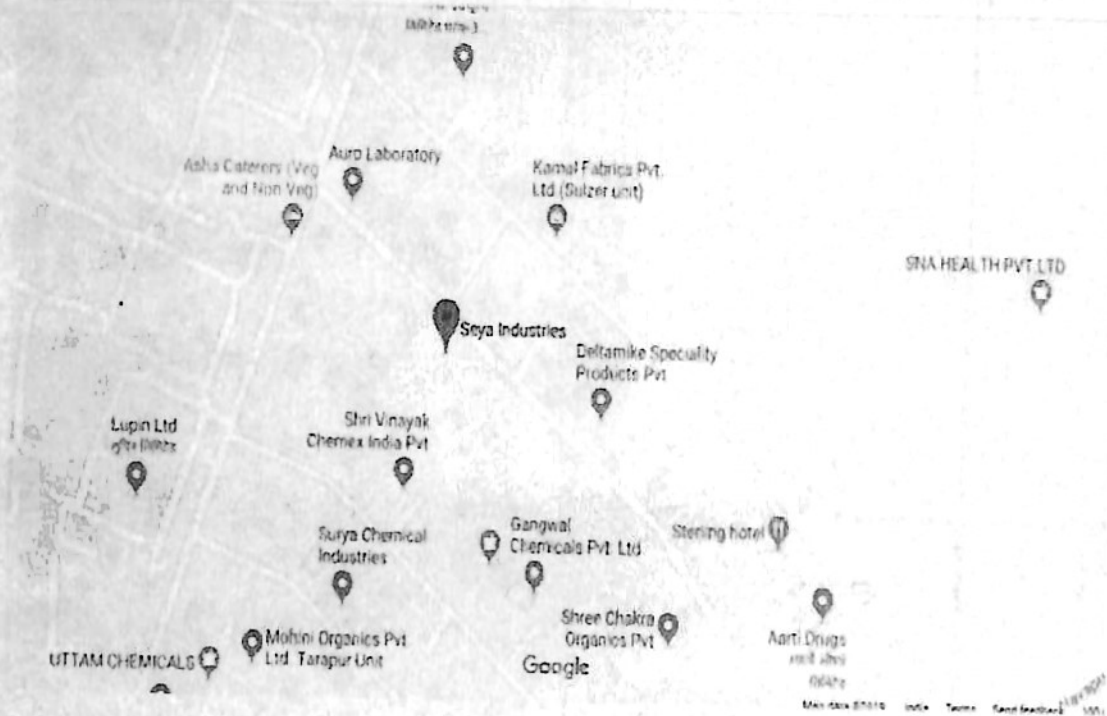 Auro Laboratory
Asha Caterers (Veg
and Non Veg)
Kamal Fabrics Pvt.
Ltd (Sulzer unit)
SNA HEALTH PVT.LTD
Seya Industries
Deltamike Speciality
Products Pvt
Lupin Ltd
Shri Vinayak
Chemex India Pvt
Surya Chemical
Industries
Gangwal
Chemicals Pvt. Ltd.
Sterling hotel
Shree Chakra
Organics Pvt
Aarti Drugs
Mohini Organics Pvt
Ltd. Tarapur Unit
UTTAM CHEMICALS
Google
Map data ©2019 India Terms Send feedback